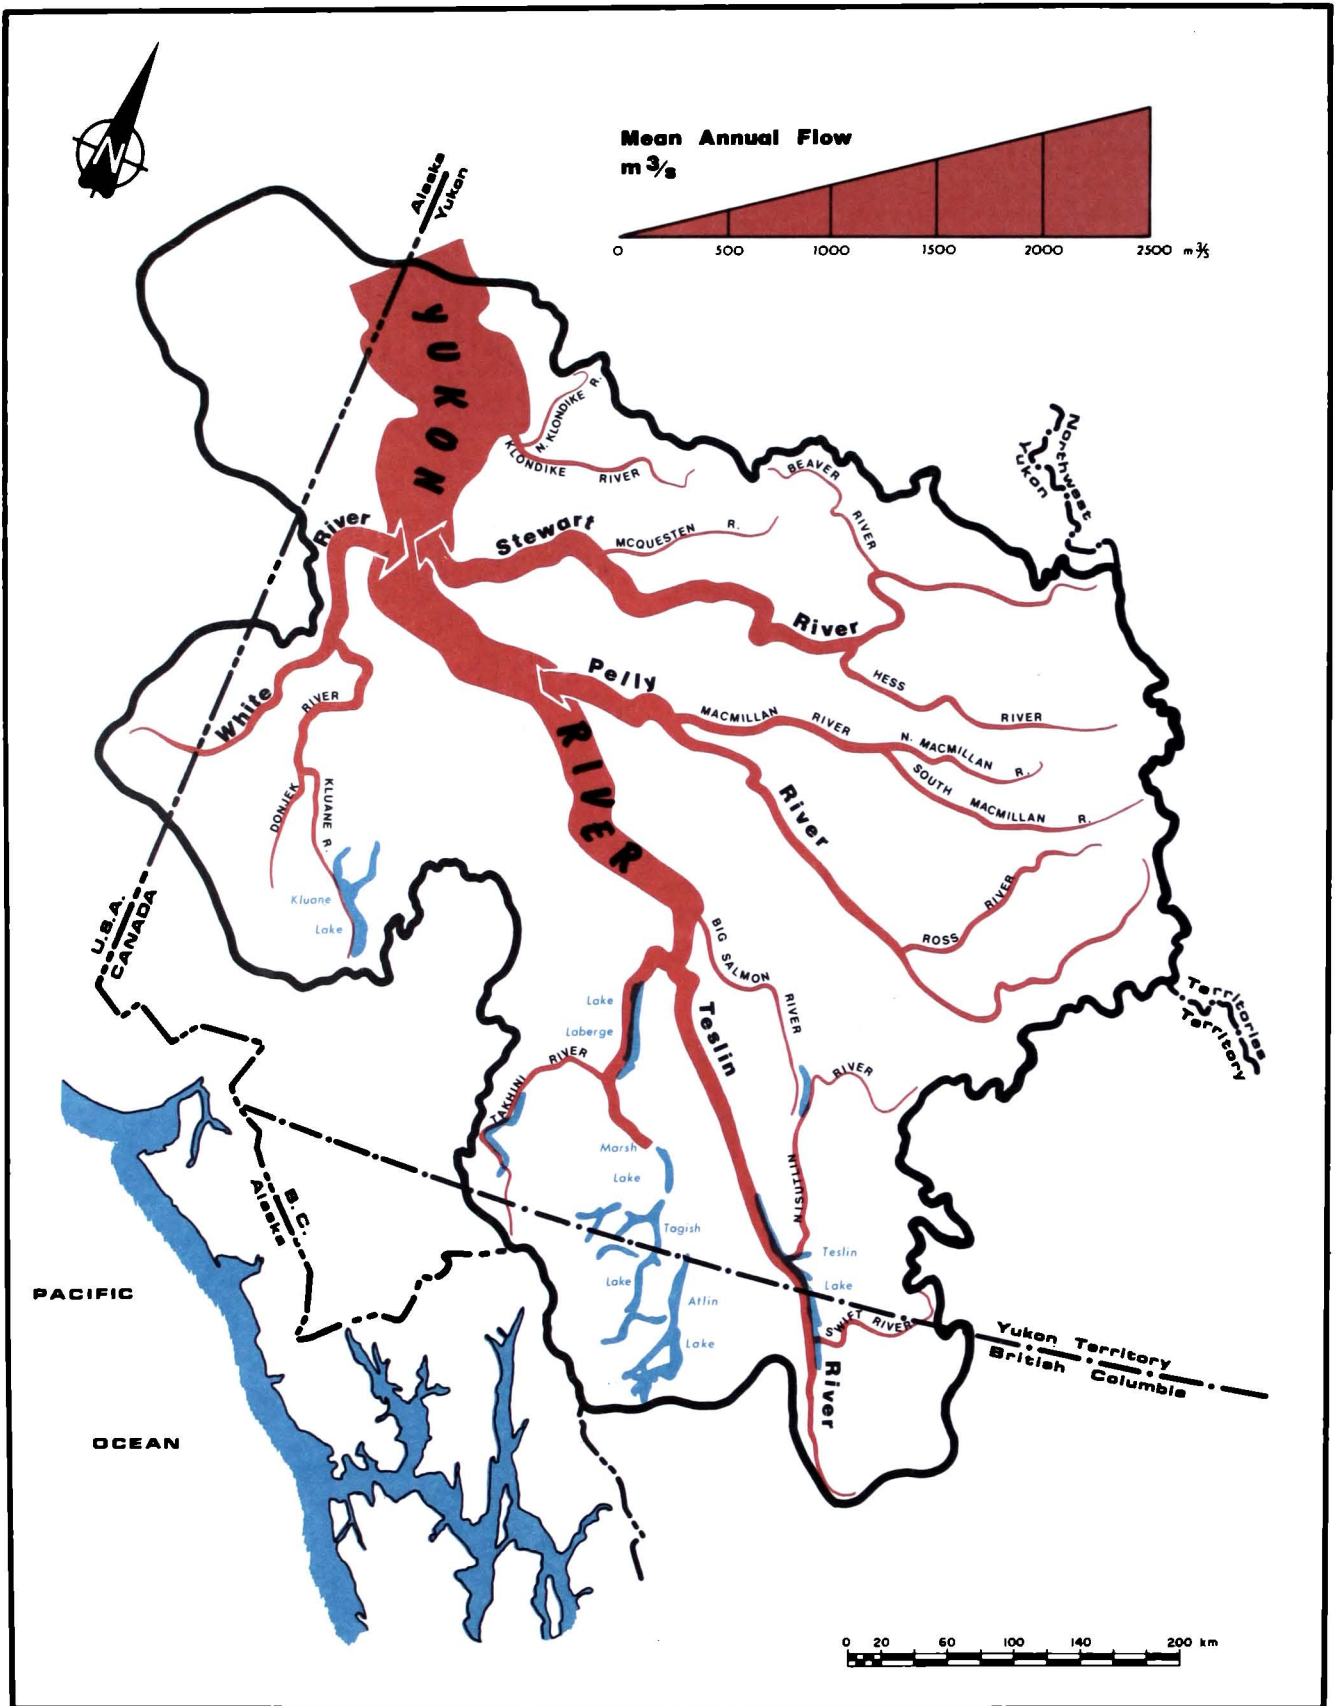 N
Mean Annual Flow
m³/s
0 500 1000 1500 2000 2500 m³/s
Alaska
Yukon
YUKON
N. KLONDIKE R.
KLONDIKE RIVER
Northwest
Yukon
BEAVER
RIVER
River
Stewart
MCQUESTEN R.
River
Pelly
HESS
RIVER
White
RIVER
MACMILLAN RIVER
N. MACMILLAN R.
SOUTH MACMILLAN R.
RIVER
River
DONJEK
KLUANE R.
Kluane
Lake
ROSS RIVER
U.S.A.
CANADA
BIG SALMON RIVER
Territories
Territory
Lake
Laberge
Teslin
TAKHINI RIVER
RIVER
NISUTLIN
Marsh
Lake
B.C.
Alaska
Tagish
Lake
Teslin
Lake
Atlin
Lake
SWIFT RIVER
Yukon Territory
British Columbia
River
PACIFIC
OCEAN
0 20 60 100 140 200 km